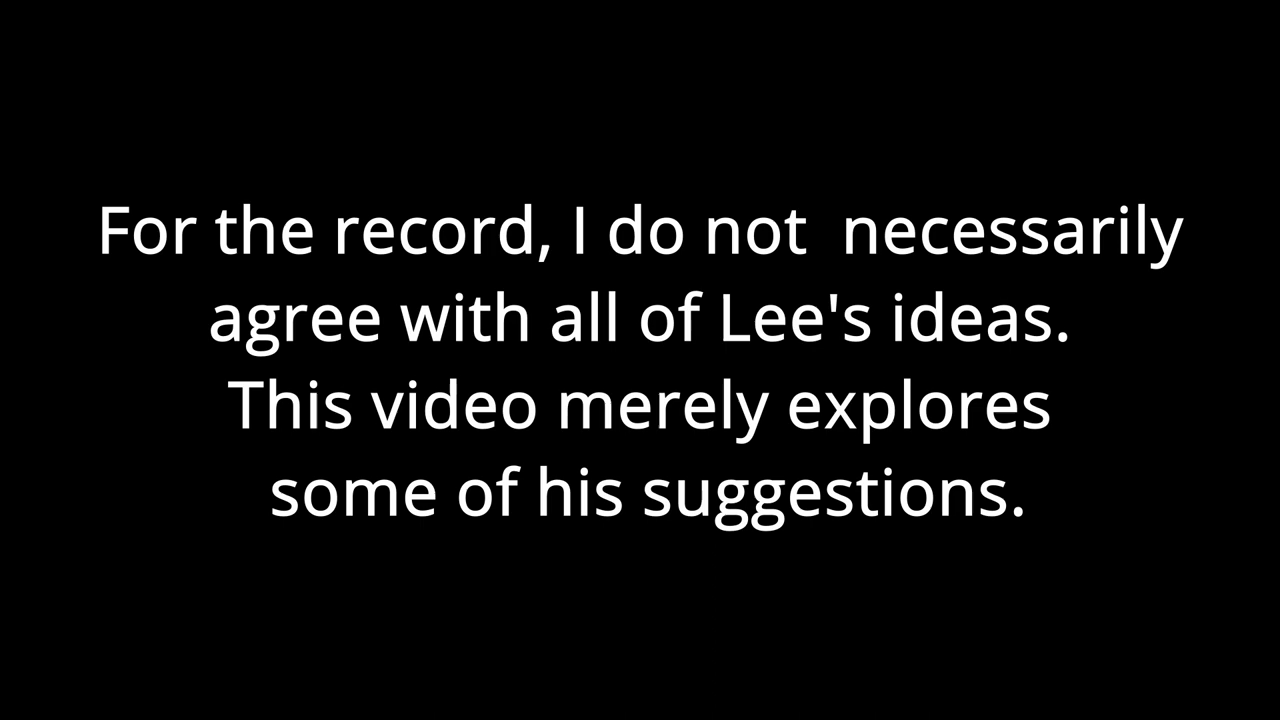 For the record, I do not  necessarily
agree with all of Lee's ideas.
This video merely explores
some of his suggestions.